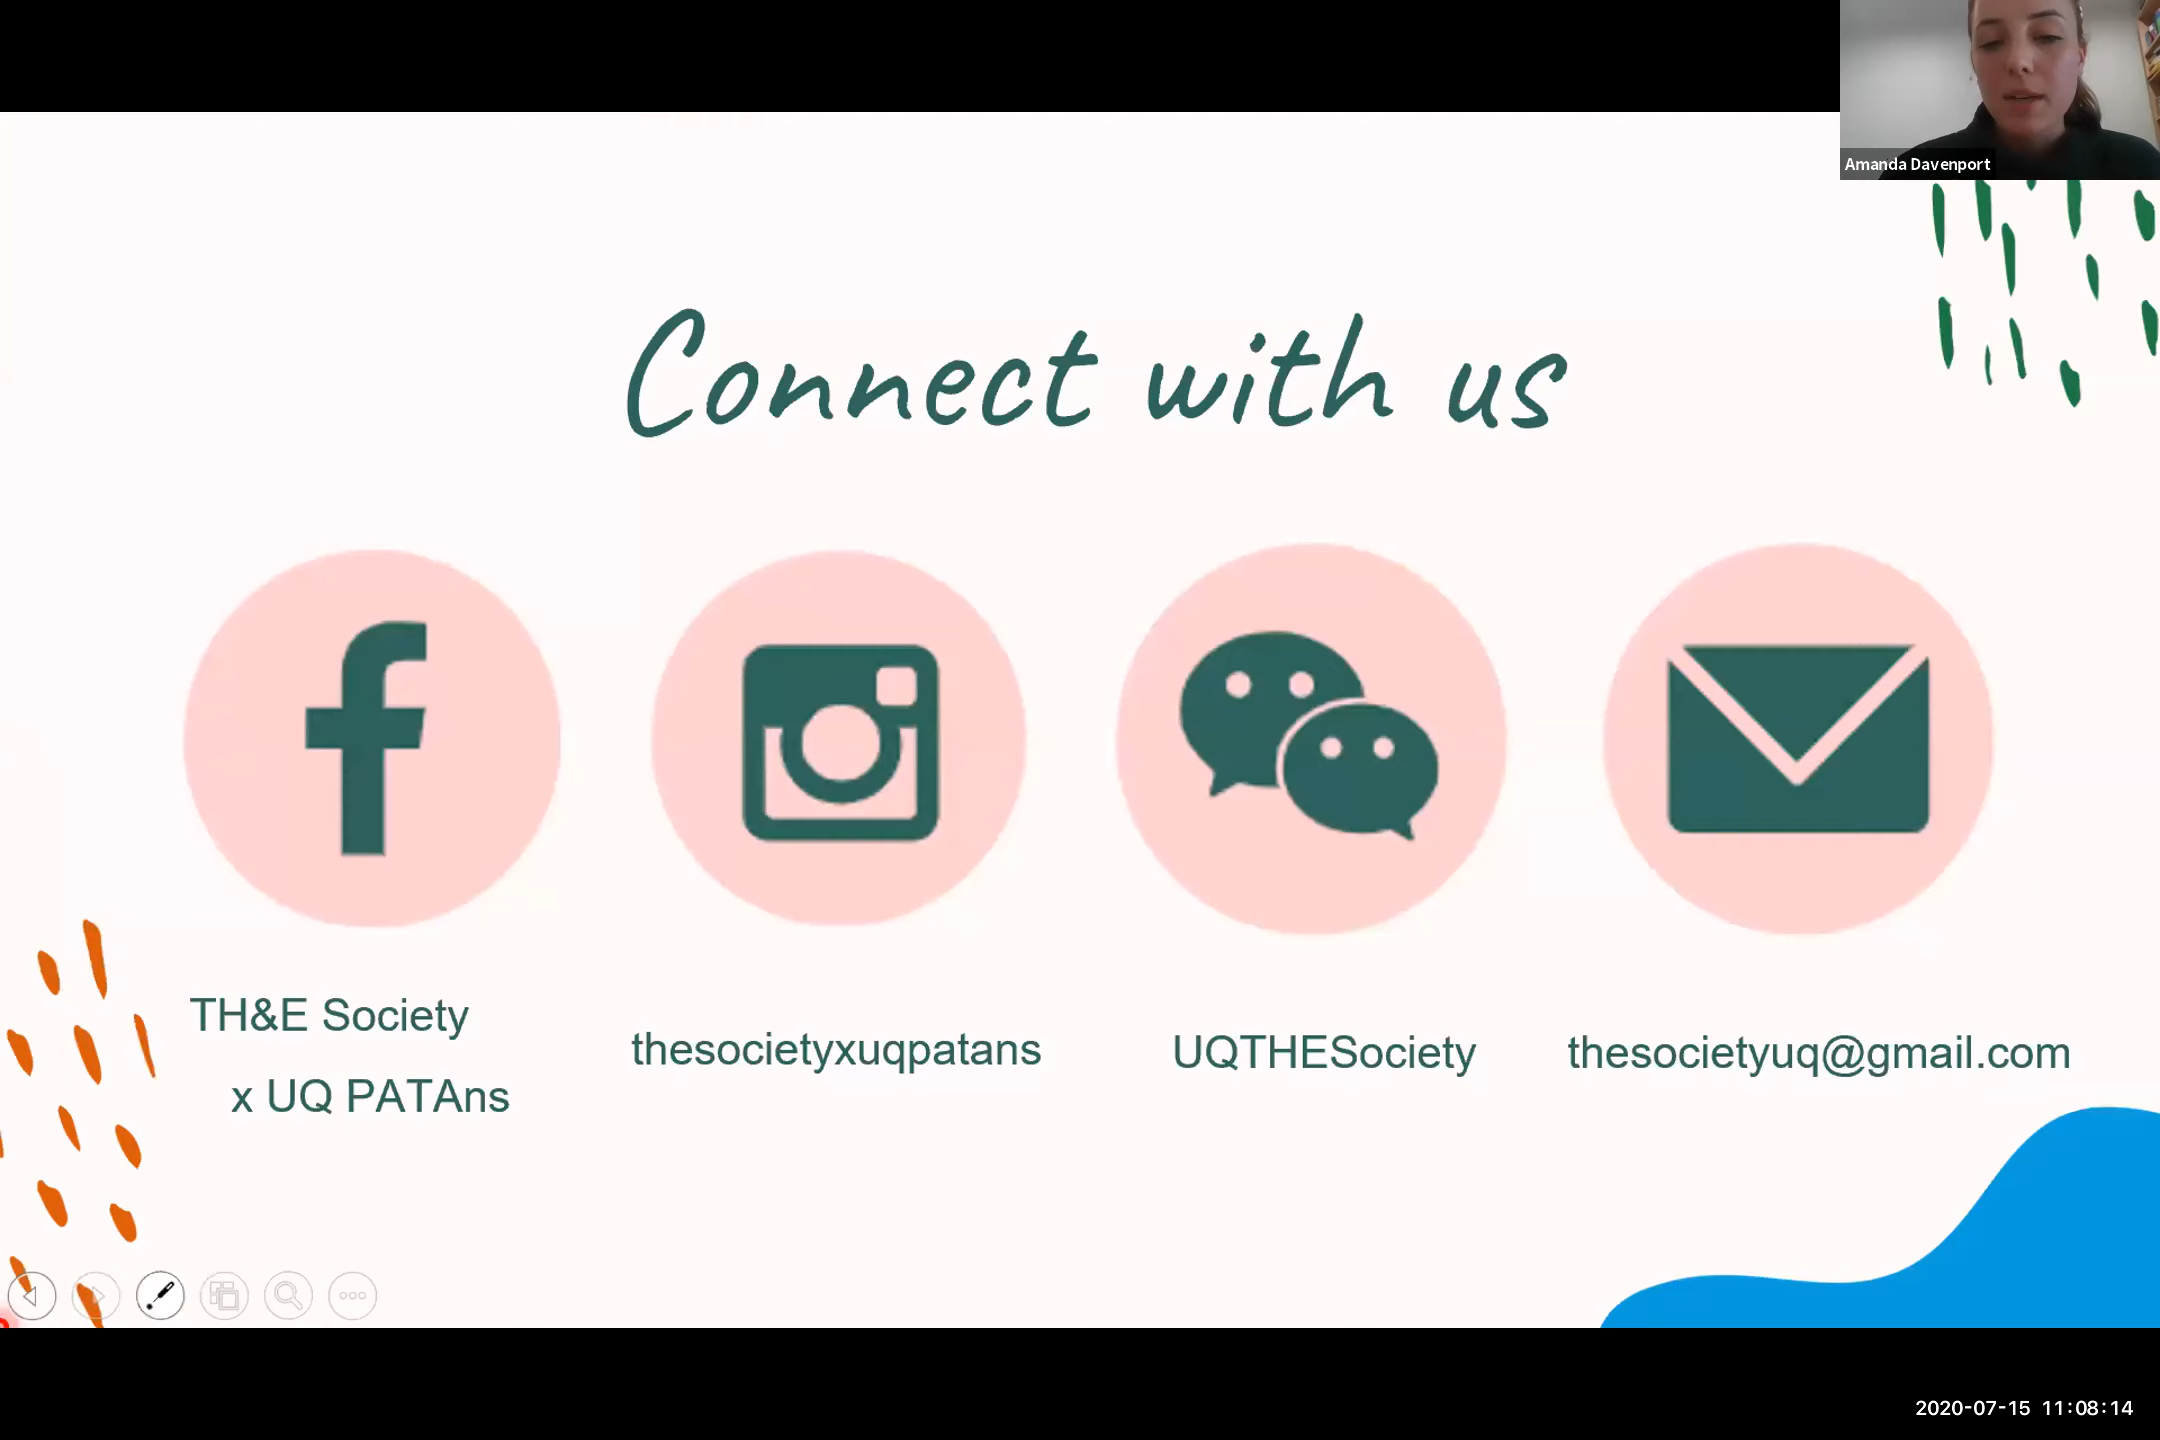 Amanda Davenport
Connect with us
TH&E Society
x UQ PATAns
thesocietyxuqpatans
UQTHESociety
thesocietyuq@gmail.com
2020-07-15 11:08:14